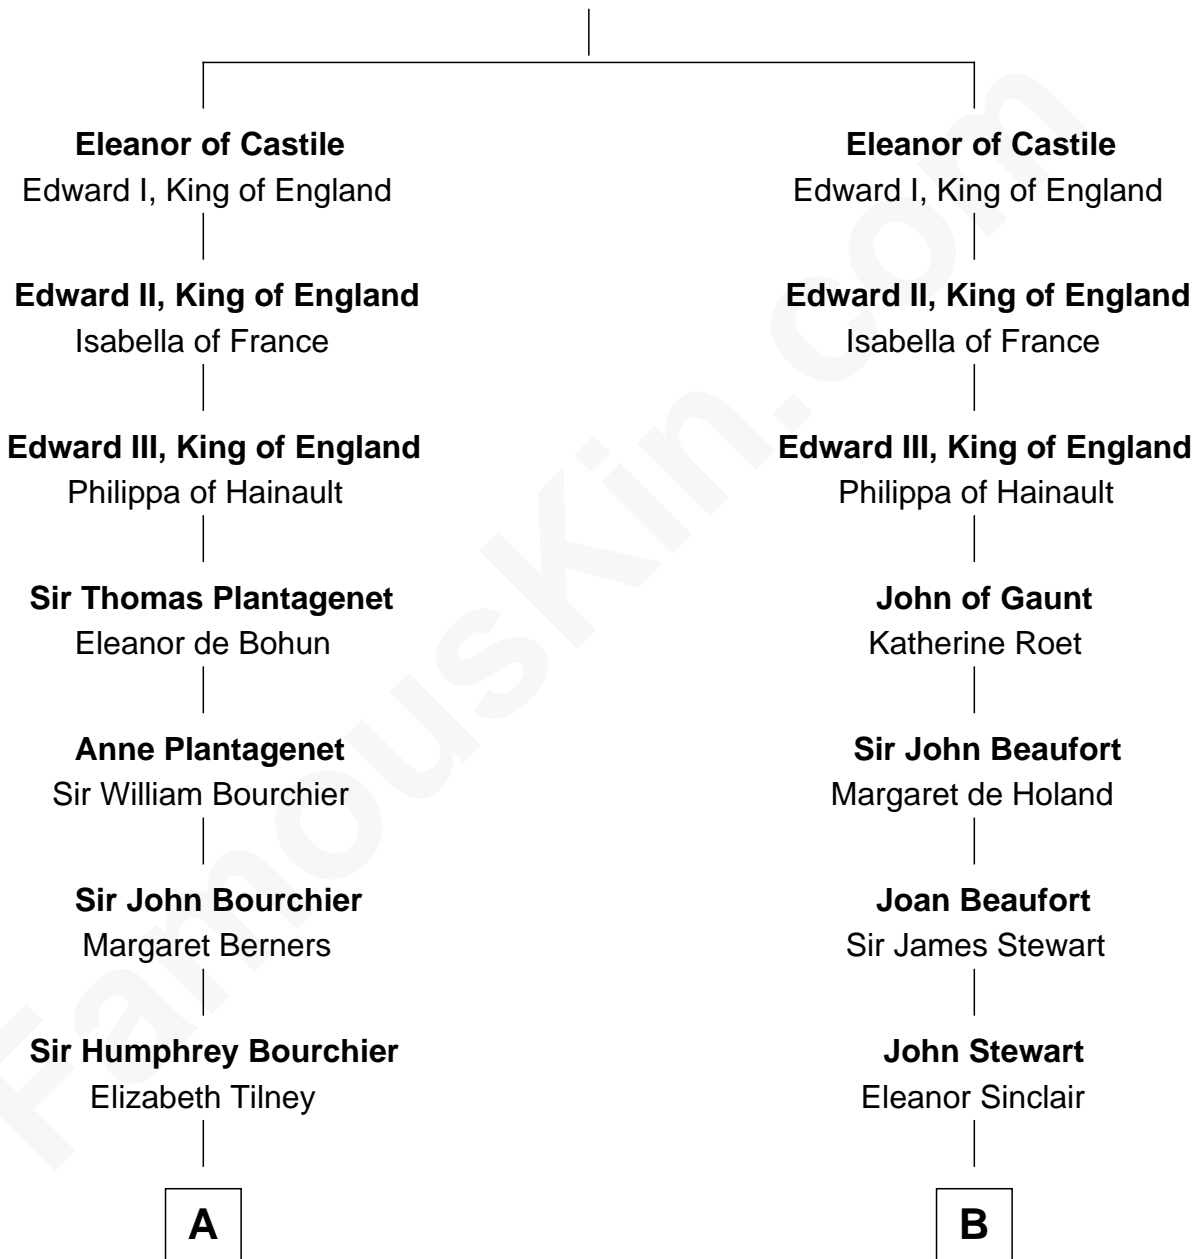 Eleanor of Castile
Edward I, King of England
Edward II, King of England
Isabella of France
Edward III, King of England
Philippa of Hainault
Sir Thomas Plantagenet
Eleanor de Bohun
Anne Plantagenet
Sir William Bourchier
Sir John Bourchier
Margaret Berners
Sir Humphrey Bourchier
Elizabeth Tilney
A
Eleanor of Castile
Edward I, King of England
Edward II, King of England
Isabella of France
Edward III, King of England
Philippa of Hainault
John of Gaunt
Katherine Roet
Sir John Beaufort
Margaret de Holand
Joan Beaufort
Sir James Stewart
John Stewart
Eleanor Sinclair
B
FamousKin.com